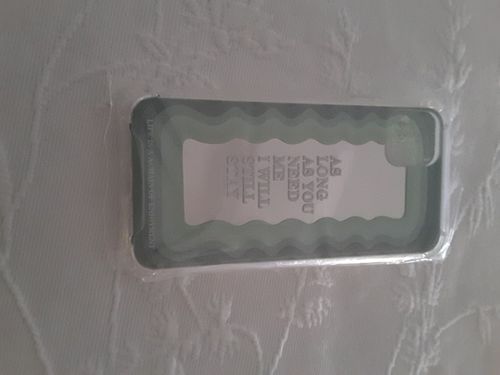 AS
LONG
AS YOU
NEED
ME
I WILL
STILL
STAY